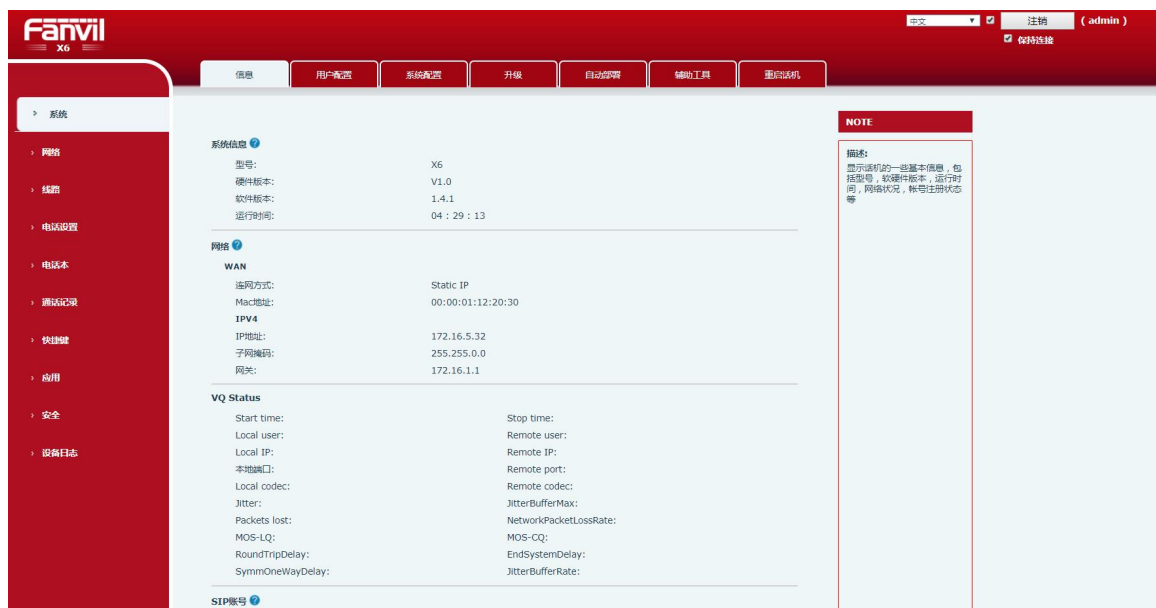 Fanvil
X6
中文
注销
( admin )
保持连接
信息
用户配置
系统配置
升级
自动部署
辅助工具
重启话机
› 系统
› 网络
› 线路
› 电话设置
› 电话本
› 通话记录
› 快捷键
› 应用
› 安全
› 设备日志
系统信息 ?
型号: X6
硬件版本: V1.0
软件版本: 1.4.1
运行时间: 04 : 29 : 13
网络 ?
WAN
连网方式: Static IP
Mac地址: 00:00:01:12:20:30
IPV4
IP地址: 172.16.5.32
子网掩码: 255.255.0.0
网关: 172.16.1.1
VQ Status
Start time: Stop time:
Local user: Remote user:
Local IP: Remote IP:
本地端口: Remote port:
Local codec: Remote codec:
Jitter: JitterBufferMax:
Packets lost: NetworkPacketLossRate:
MOS-LQ: MOS-CQ:
RoundTripDelay: EndSystemDelay:
SymmOneWayDelay: JitterBufferRate:
SIP账号 ?
NOTE
描述:
显示话机的一些基本信息，包
括型号，软硬件版本，运行时
间，网络状况，帐号注册状态
等